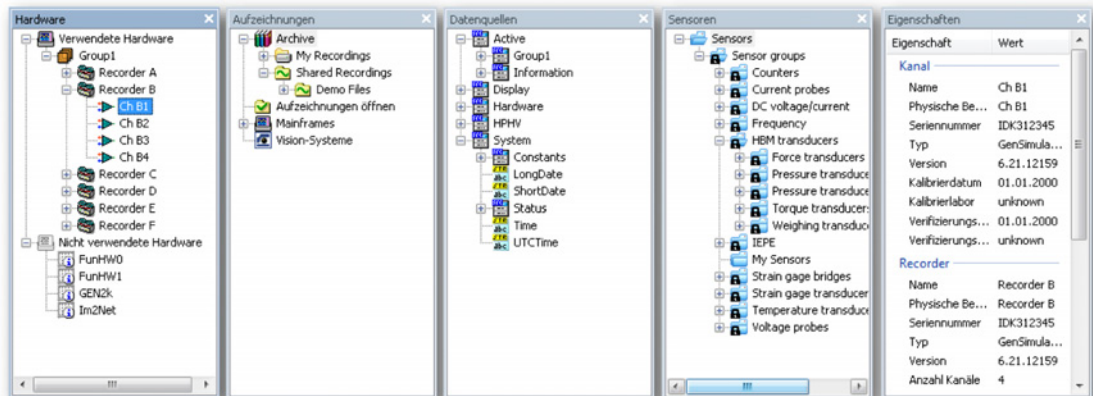 Hardware
Verwendete Hardware
Group1
Recorder A
Recorder B
Ch B1
Ch B2
Ch B3
Ch B4
Recorder C
Recorder D
Recorder E
Recorder F
Nicht verwendete Hardware
FunHW0
FunHW1
GEN2k
Im2Net
Aufzeichnungen
Archive
My Recordings
Shared Recordings
Demo Files
Aufzeichnungen öffnen
Mainframes
Vision-Systeme
Datenquellen
Active
Group1
Information
Display
Hardware
HPHV
System
Constants
LongDate
ShortDate
Status
Time
UTCTime
Sensoren
Sensors
Sensor groups
Counters
Current probes
DC voltage/current
Frequency
HBM transducers
Force transducers
Pressure transduce
Pressure transduce
Torque transducer
Weighing transduc
IEPE
My Sensors
Strain gage bridges
Strain gage transducer
Temperature transduce
Voltage probes
Eigenschaften
Eigenschaft Wert
Kanal
Name Ch B1
Physische Be... Ch B1
Seriennummer IDK312345
Typ GenSimula...
Version 6.21.12159
Kalibrierdatum 01.01.2000
Kalibrierlabor unknown
Verifizierungs... 01.01.2000
Verifizierungs... unknown
Recorder
Name Recorder B
Physische Be... Recorder B
Seriennummer IDK312345
Typ GenSimula...
Version 6.21.12159
Anzahl Kanäle 4